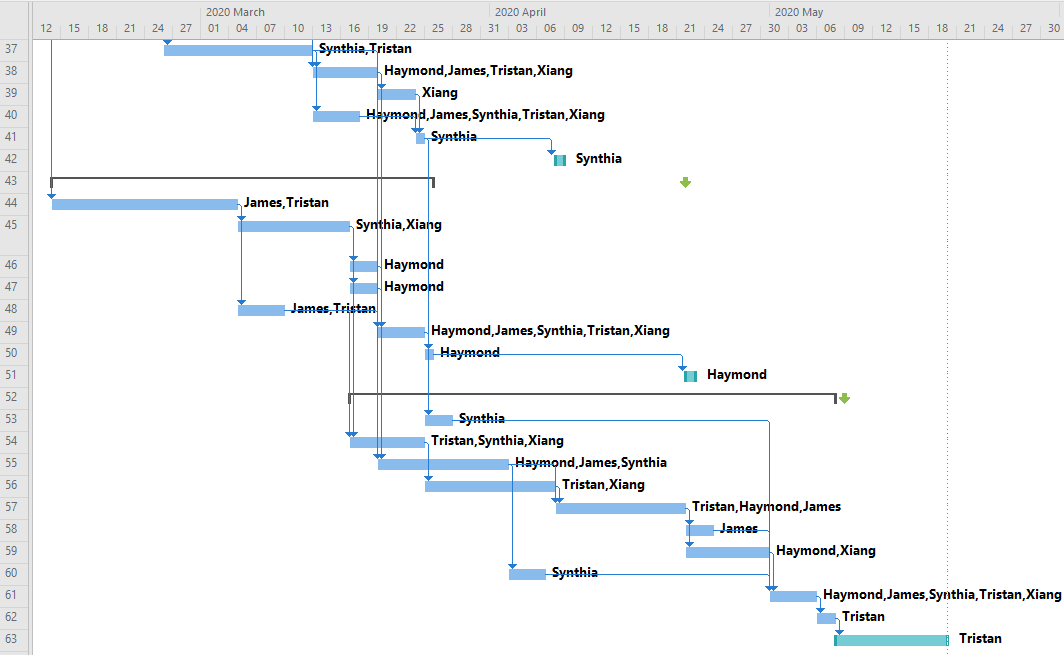 2020 March 2020 April 2020 May
12 15 18 21 24 27 01 04 07 10 13 16 19 22 25 28 31 03 06 09 12 15 18 21 24 27 30 03 06 09 12 15 18 21 24 27 30
37 Synthia,Tristan
38 Haymond,James,Tristan,Xiang
39 Xiang
40 Haymond,James,Synthia,Tristan,Xiang
41 Synthia
42 Synthia
43
44 James,Tristan
45 Synthia,Xiang
46 Haymond
47 Haymond
48 James,Tristan
49 Haymond,James,Synthia,Tristan,Xiang
50 Haymond
51 Haymond
52
53 Synthia
54 Tristan,Synthia,Xiang
55 Haymond,James,Synthia
56 Tristan,Xiang
57 Tristan,Haymond,James
58 James
59 Haymond,Xiang
60 Synthia
61 Haymond,James,Synthia,Tristan,Xiang
62 Tristan
63 Tristan